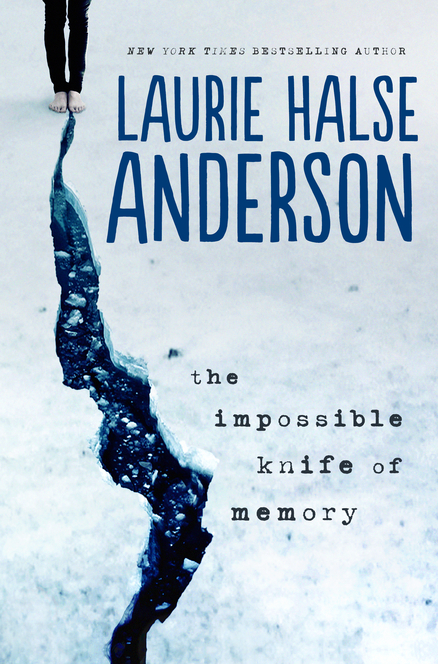 NEW YORK TIMES BESTSELLING AUTHOR
LAURIE HALSE
ANDERSON
the
impossible
knife of
memory